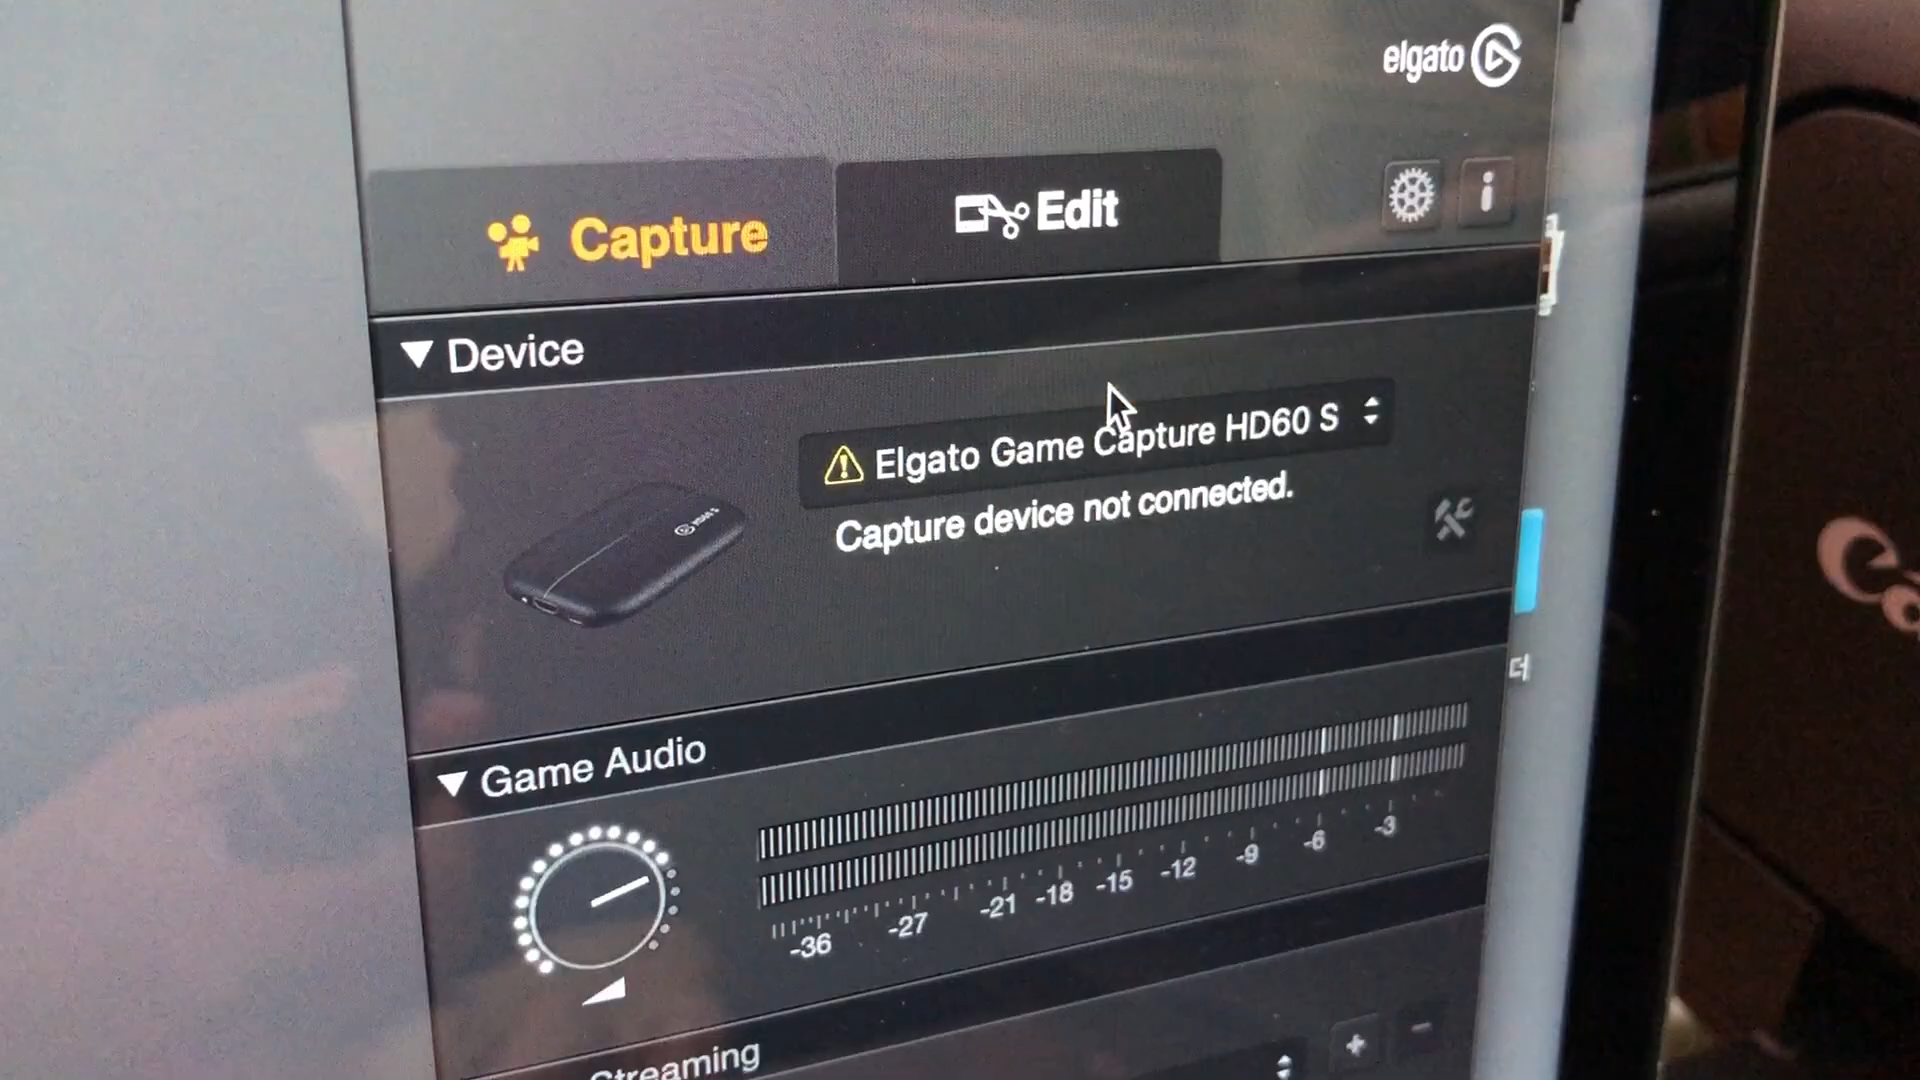 elgato
Capture
Edit
Device
Elgato Game Capture HD60 S
Capture device not connected.
HD60 S
Game Audio
-36 -27 -21 -18 -15 -12 -9 -6 -3
Streaming